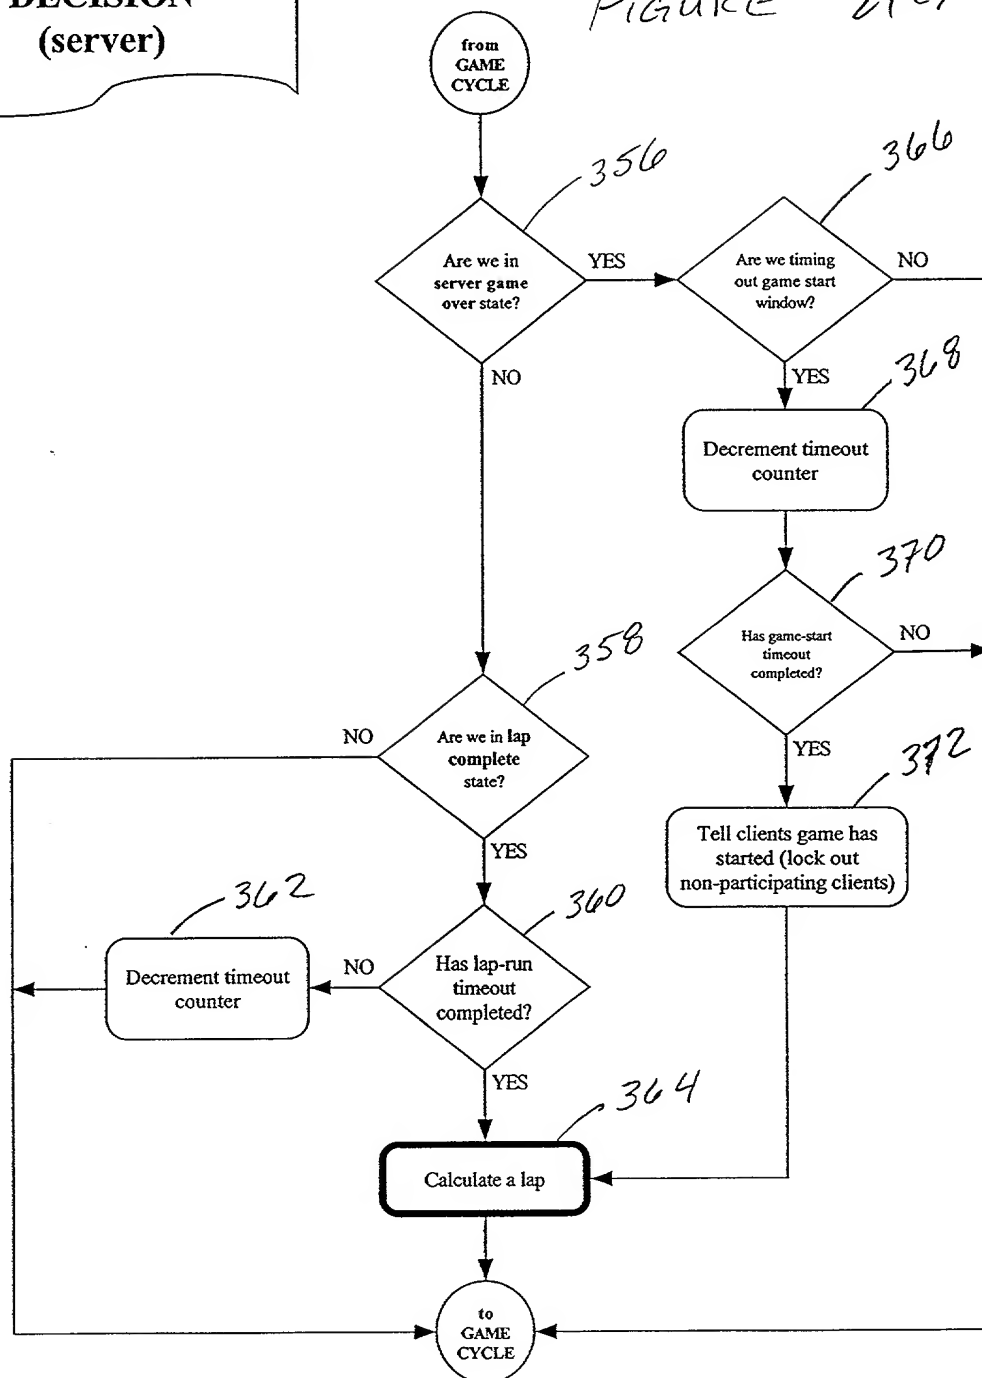 DECISION
(server)
FIGURE
from
GAME
CYCLE
356
366
Are we in
server game
over state?
YES
Are we timing
out game start
window?
NO
NO
YES
368
Decrement timeout
counter
370
Has game-start
timeout
completed?
NO
358
NO
Are we in lap
complete
state?
YES
372
Tell clients game has
started (lock out
non-participating clients)
YES
362
360
Decrement timeout
counter
NO
Has lap-run
timeout
completed?
YES
364
Calculate a lap
to
GAME
CYCLE